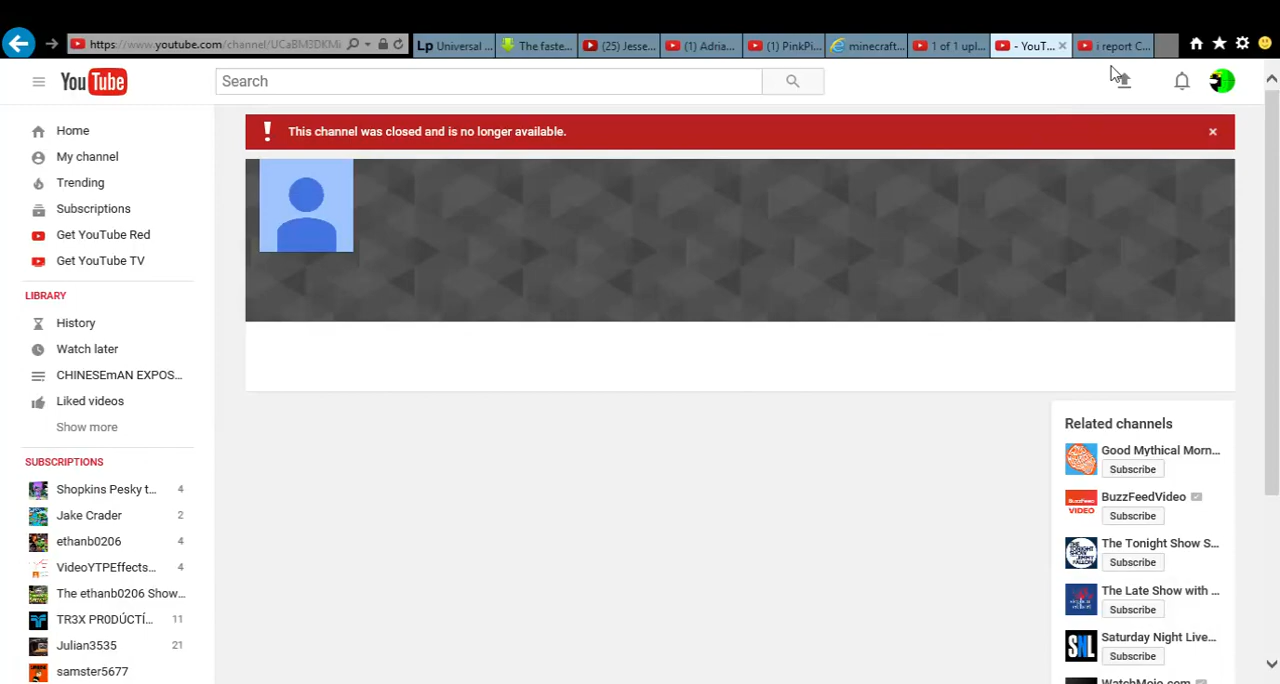 https://www.youtube.com/channel/UCaBM3DKMi
Lp Universal ...
The faste...
(25) Jesse...
(1) Adria...
(1) PinkPi...
minecraft...
1 of 1 upl...
- YouT...
i report C...
YouTube
Search
Home
My channel
Trending
Subscriptions
Get YouTube Red
Get YouTube TV
LIBRARY
History
Watch later
CHINESEmAN EXPOS...
Liked videos
Show more
SUBSCRIPTIONS
Shopkins Pesky t... 4
Jake Crader 2
ethanb0206 4
VideoYTPEffects... 4
The ethanb0206 Show...
TR3X PR0DÚCTÍ... 11
Julian3535 21
samster5677
This channel was closed and is no longer available.
Related channels
Good Mythical Morn...
Subscribe
BuzzFeedVideo
Subscribe
The Tonight Show S...
Subscribe
The Late Show with ...
Subscribe
SNL
Saturday Night Live...
Subscribe
WatchMojo.com